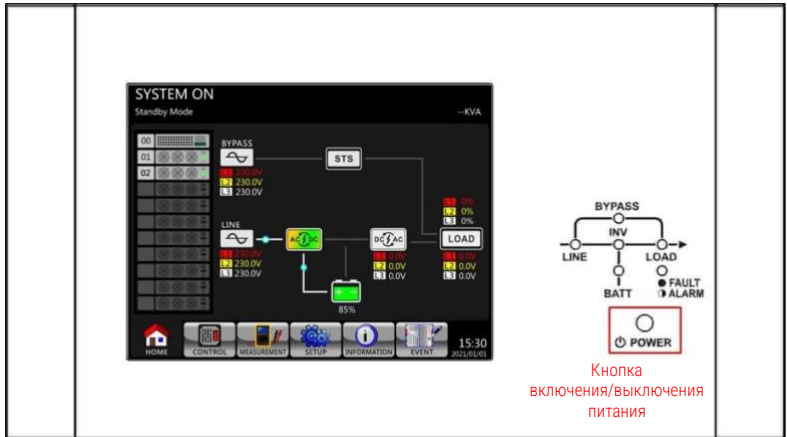 SYSTEM ON
Standby Mode
--KVA
00
01
02
BYPASS
L1 230.0V
L2 230.0V
L3 230.0V
STS
LINE
L1 230.0V
L2 230.0V
L3 230.0V
AC DC
DC AC
L1 0.0V
L2 0.0V
L3 0.0V
L1 0%
L2 0%
L3 0%
LOAD
L1 0.0V
L2 0.0V
L3 0.0V
85%
HOME
CONTROL
MEASUREMENT
SETUP
INFORMATION
EVENT
15:30
2021/01/01
BYPASS
INV
LINE
LOAD
BATT
FAULT
ALARM
POWER
Кнопка
включения/выключения
питания